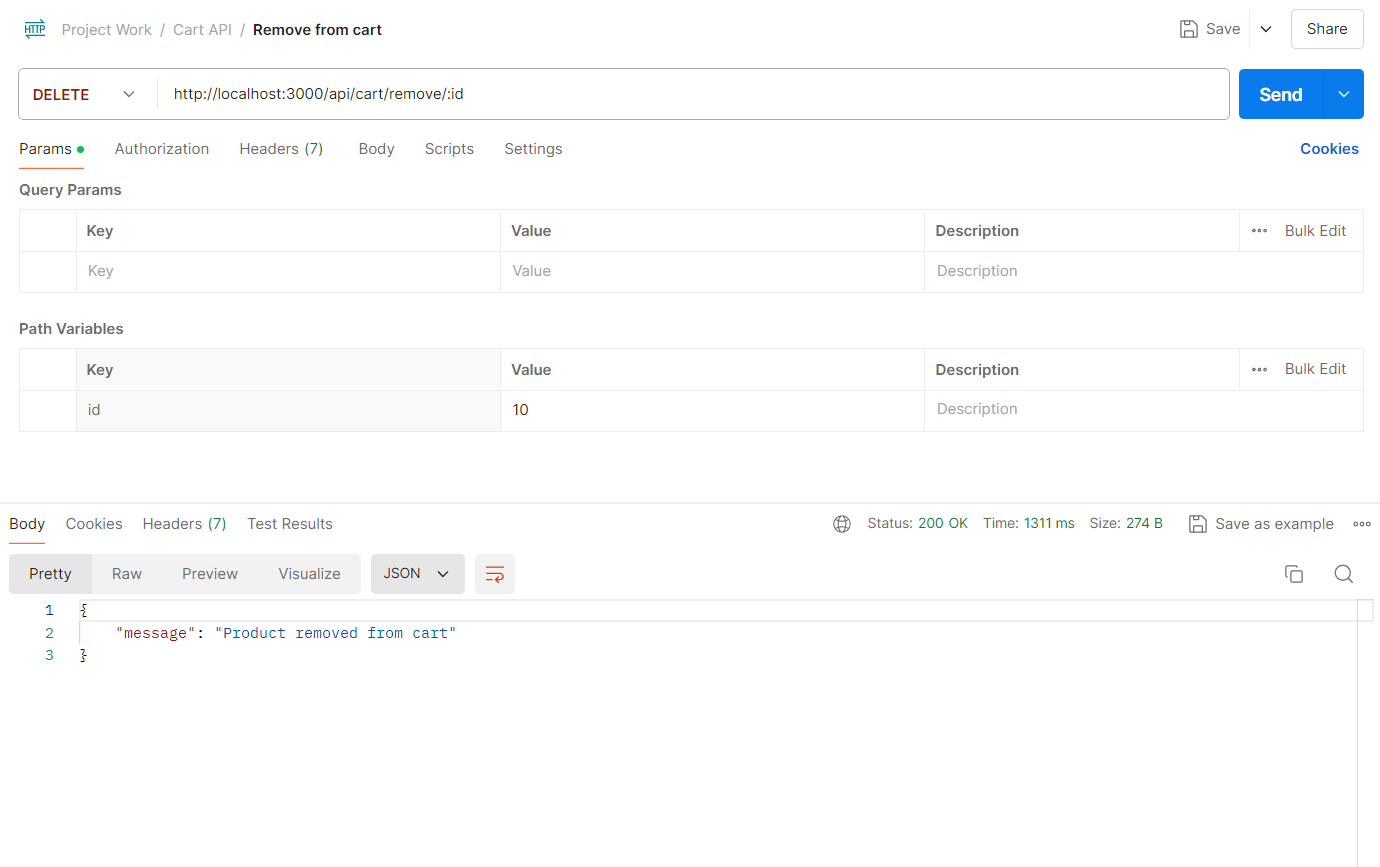 HTTP Project Work / Cart API / Remove from cart Save Share
DELETE http://localhost:3000/api/cart/remove/:id Send
Params Authorization Headers (7) Body Scripts Settings Cookies
Query Params
Key Value Description Bulk Edit
Key Value Description
Path Variables
Key Value Description Bulk Edit
id 10 Description
Body Cookies Headers (7) Test Results Status: 200 OK Time: 1311 ms Size: 274 B Save as example
Pretty Raw Preview Visualize JSON
1 {
2 "message": "Product removed from cart"
3 }